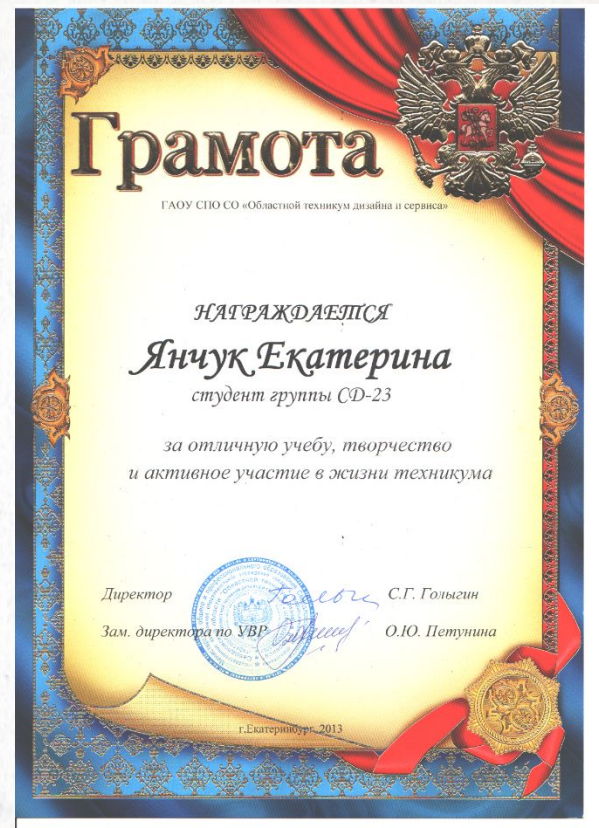 Грамота
ГАОУ СПО СО «Областной техникум дизайна и сервиса»
НАГРАЖДАЕТСЯ
Янчук Екатерина
студент группы СД-23
за отличную учебу, творчество
и активное участие в жизни техникума
Директор С.Г. Голыгин
Зам. директора по УВР О.Ю. Петунина
г.Екатеринбург, 2013